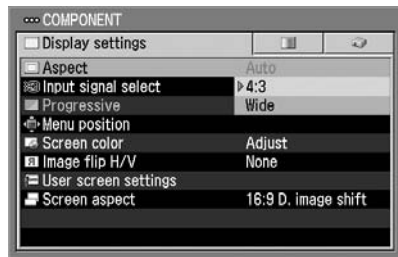 COMPONENT
Display settings
Aspect Auto
Input signal select 4:3
Progressive Wide
Menu position
Screen color Adjust
Image flip H/V None
User screen settings
Screen aspect 16:9 D. image shift